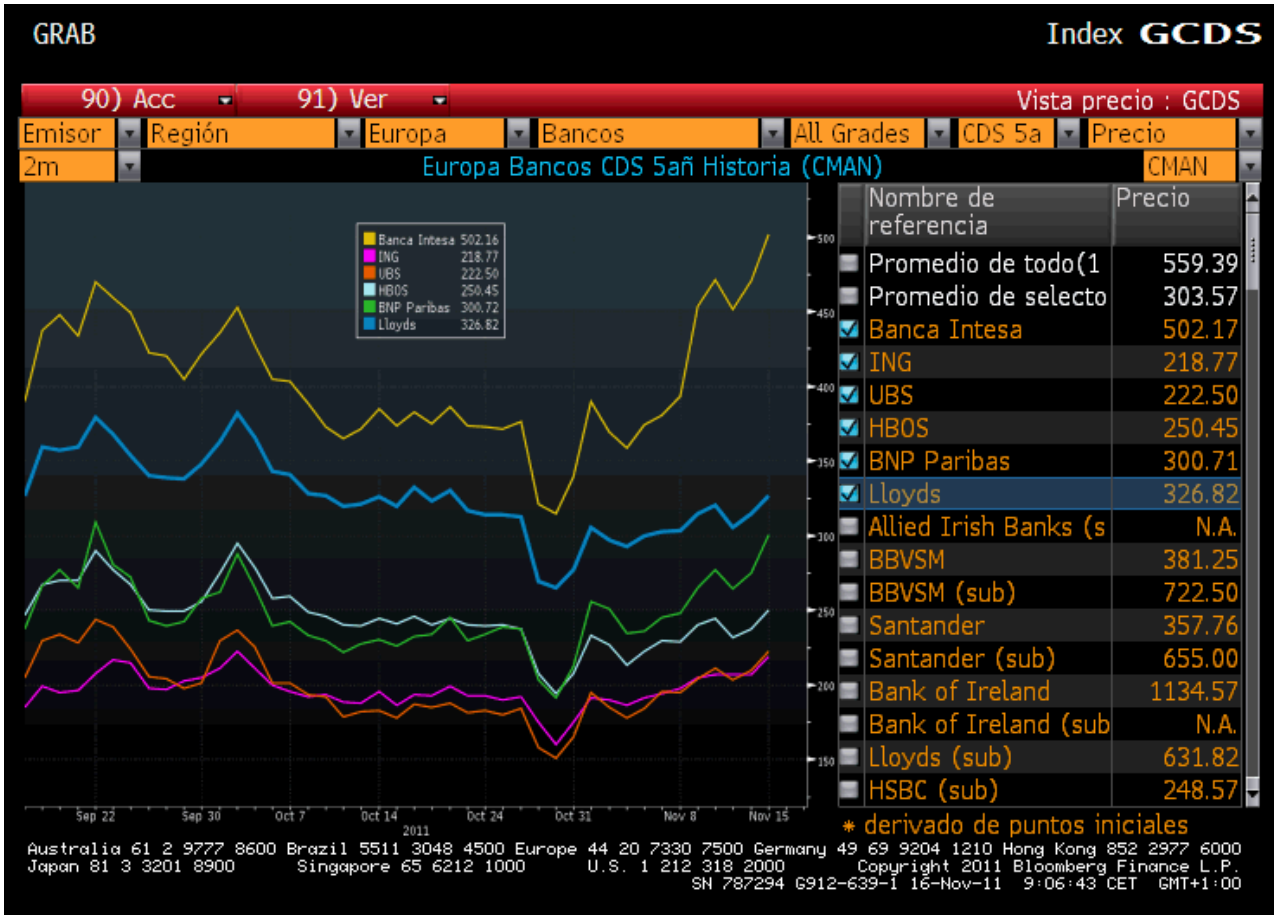 GRAB
Index GCDS
90) Acc 91) Ver Vista precio : GCDS
Emisor Región Europa Bancos All Grades CDS 5a Precio
2m Europa Bancos CDS 5añ Historia (CMAN) CMAN
Nombre de referencia Precio
Banca Intesa 502.16
ING 218.77
UBS 222.50
HBOS 250.45
BNP Paribas 300.72
Lloyds 326.82
500
450
400
350
300
250
200
150
Sep 22 Sep 30 Oct 7 Oct 14 Oct 24 Oct 31 Nov 8 Nov 15
2011
Promedio de todo(1 559.39
Promedio de selecto 303.57
Banca Intesa 502.17
ING 218.77
UBS 222.50
HBOS 250.45
BNP Paribas 300.71
Lloyds 326.82
Allied Irish Banks (s N.A.
BBVSM 381.25
BBVSM (sub) 722.50
Santander 357.76
Santander (sub) 655.00
Bank of Ireland 1134.57
Bank of Ireland (sub N.A.
Lloyds (sub) 631.82
HSBC (sub) 248.57
* derivado de puntos iniciales
Australia 61 2 9777 8600 Brazil 5511 3048 4500 Europe 44 20 7330 7500 Germany 49 69 9204 1210 Hong Kong 852 2977 6000
Japan 81 3 3201 8900 Singapore 65 6212 1000 U.S. 1 212 318 2000 Copyright 2011 Bloomberg Finance L.P.
SN 787294 G912-639-1 16-Nov-11 9:06:43 CET GMT+1:00